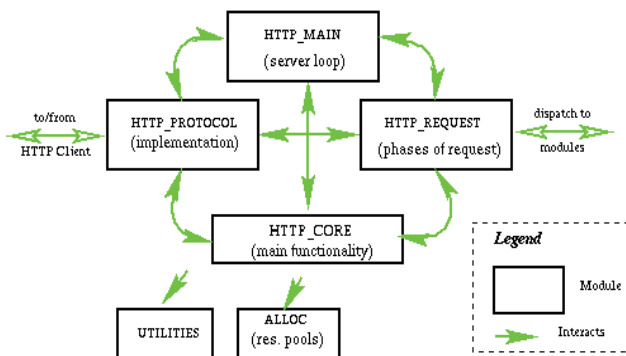 HTTP_MAIN
(server loop)
to/from
HTTP Client
HTTP_PROTOCOL
(implementation)
HTTP_REQUEST
(phases of request)
dispatch to
modules
HTTP_CORE
(main functionality)
UTILITIES
ALLOC
(res. pools)
Legend
Module
Interacts